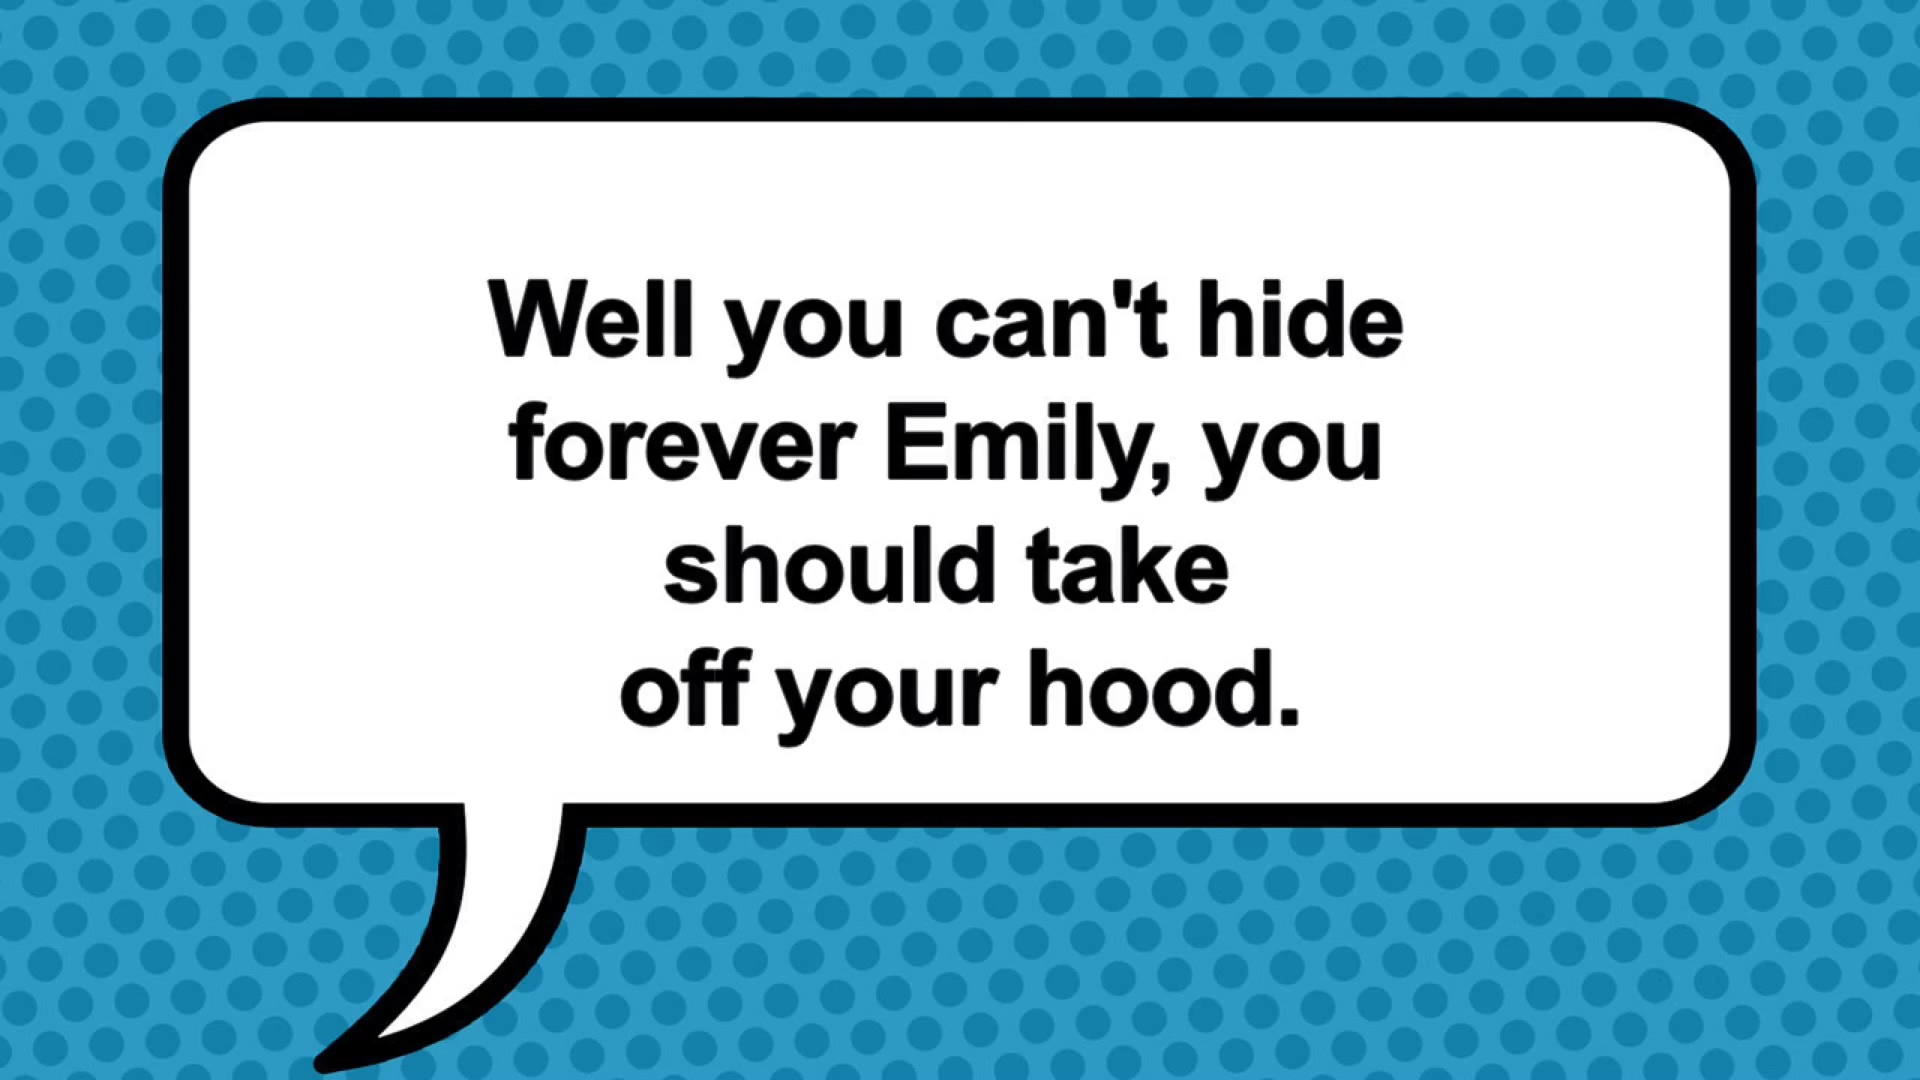 Well you can't hide
forever Emily, you
should take
off your hood.